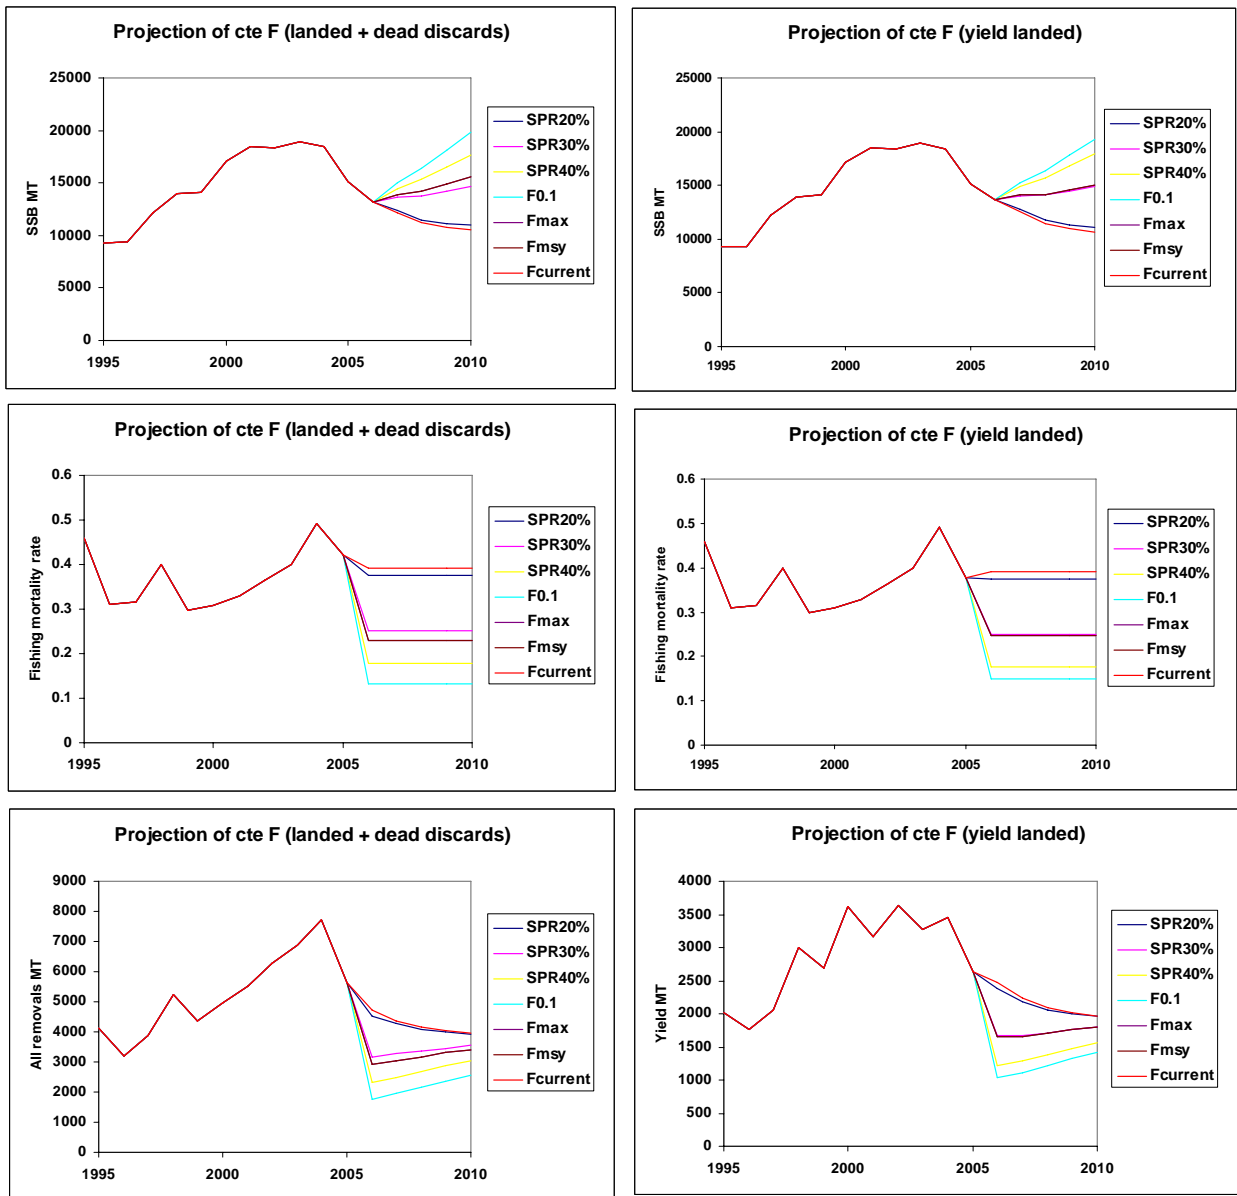 Projection of cte F (landed + dead discards)
SSB MT
25000
20000
15000
10000
5000
0
1995
2000
2005
2010
SPR20%
SPR30%
SPR40%
F0.1
Fmax
Fmsy
Fcurrent
Projection of cte F (yield landed)
SSB MT
25000
20000
15000
10000
5000
0
1995
2000
2005
2010
SPR20%
SPR30%
SPR40%
F0.1
Fmax
Fmsy
Fcurrent
Projection of cte F (landed + dead discards)
Fishing mortality rate
0.6
0.5
0.4
0.3
0.2
0.1
0
1995
2000
2005
2010
SPR20%
SPR30%
SPR40%
F0.1
Fmax
Fmsy
Fcurrent
Projection of cte F (yield landed)
Fishing mortality rate
0.6
0.5
0.4
0.3
0.2
0.1
0
1995
2000
2005
2010
SPR20%
SPR30%
SPR40%
F0.1
Fmax
Fmsy
Fcurrent
Projection of cte F (landed + dead discards)
All removals MT
9000
8000
7000
6000
5000
4000
3000
2000
1000
0
1995
2000
2005
2010
SPR20%
SPR30%
SPR40%
F0.1
Fmax
Fmsy
Fcurrent
Projection of cte F (yield landed)
Yield MT
4000
3500
3000
2500
2000
1500
1000
500
0
1995
2000
2005
2010
SPR20%
SPR30%
SPR40%
F0.1
Fmax
Fmsy
Fcurrent